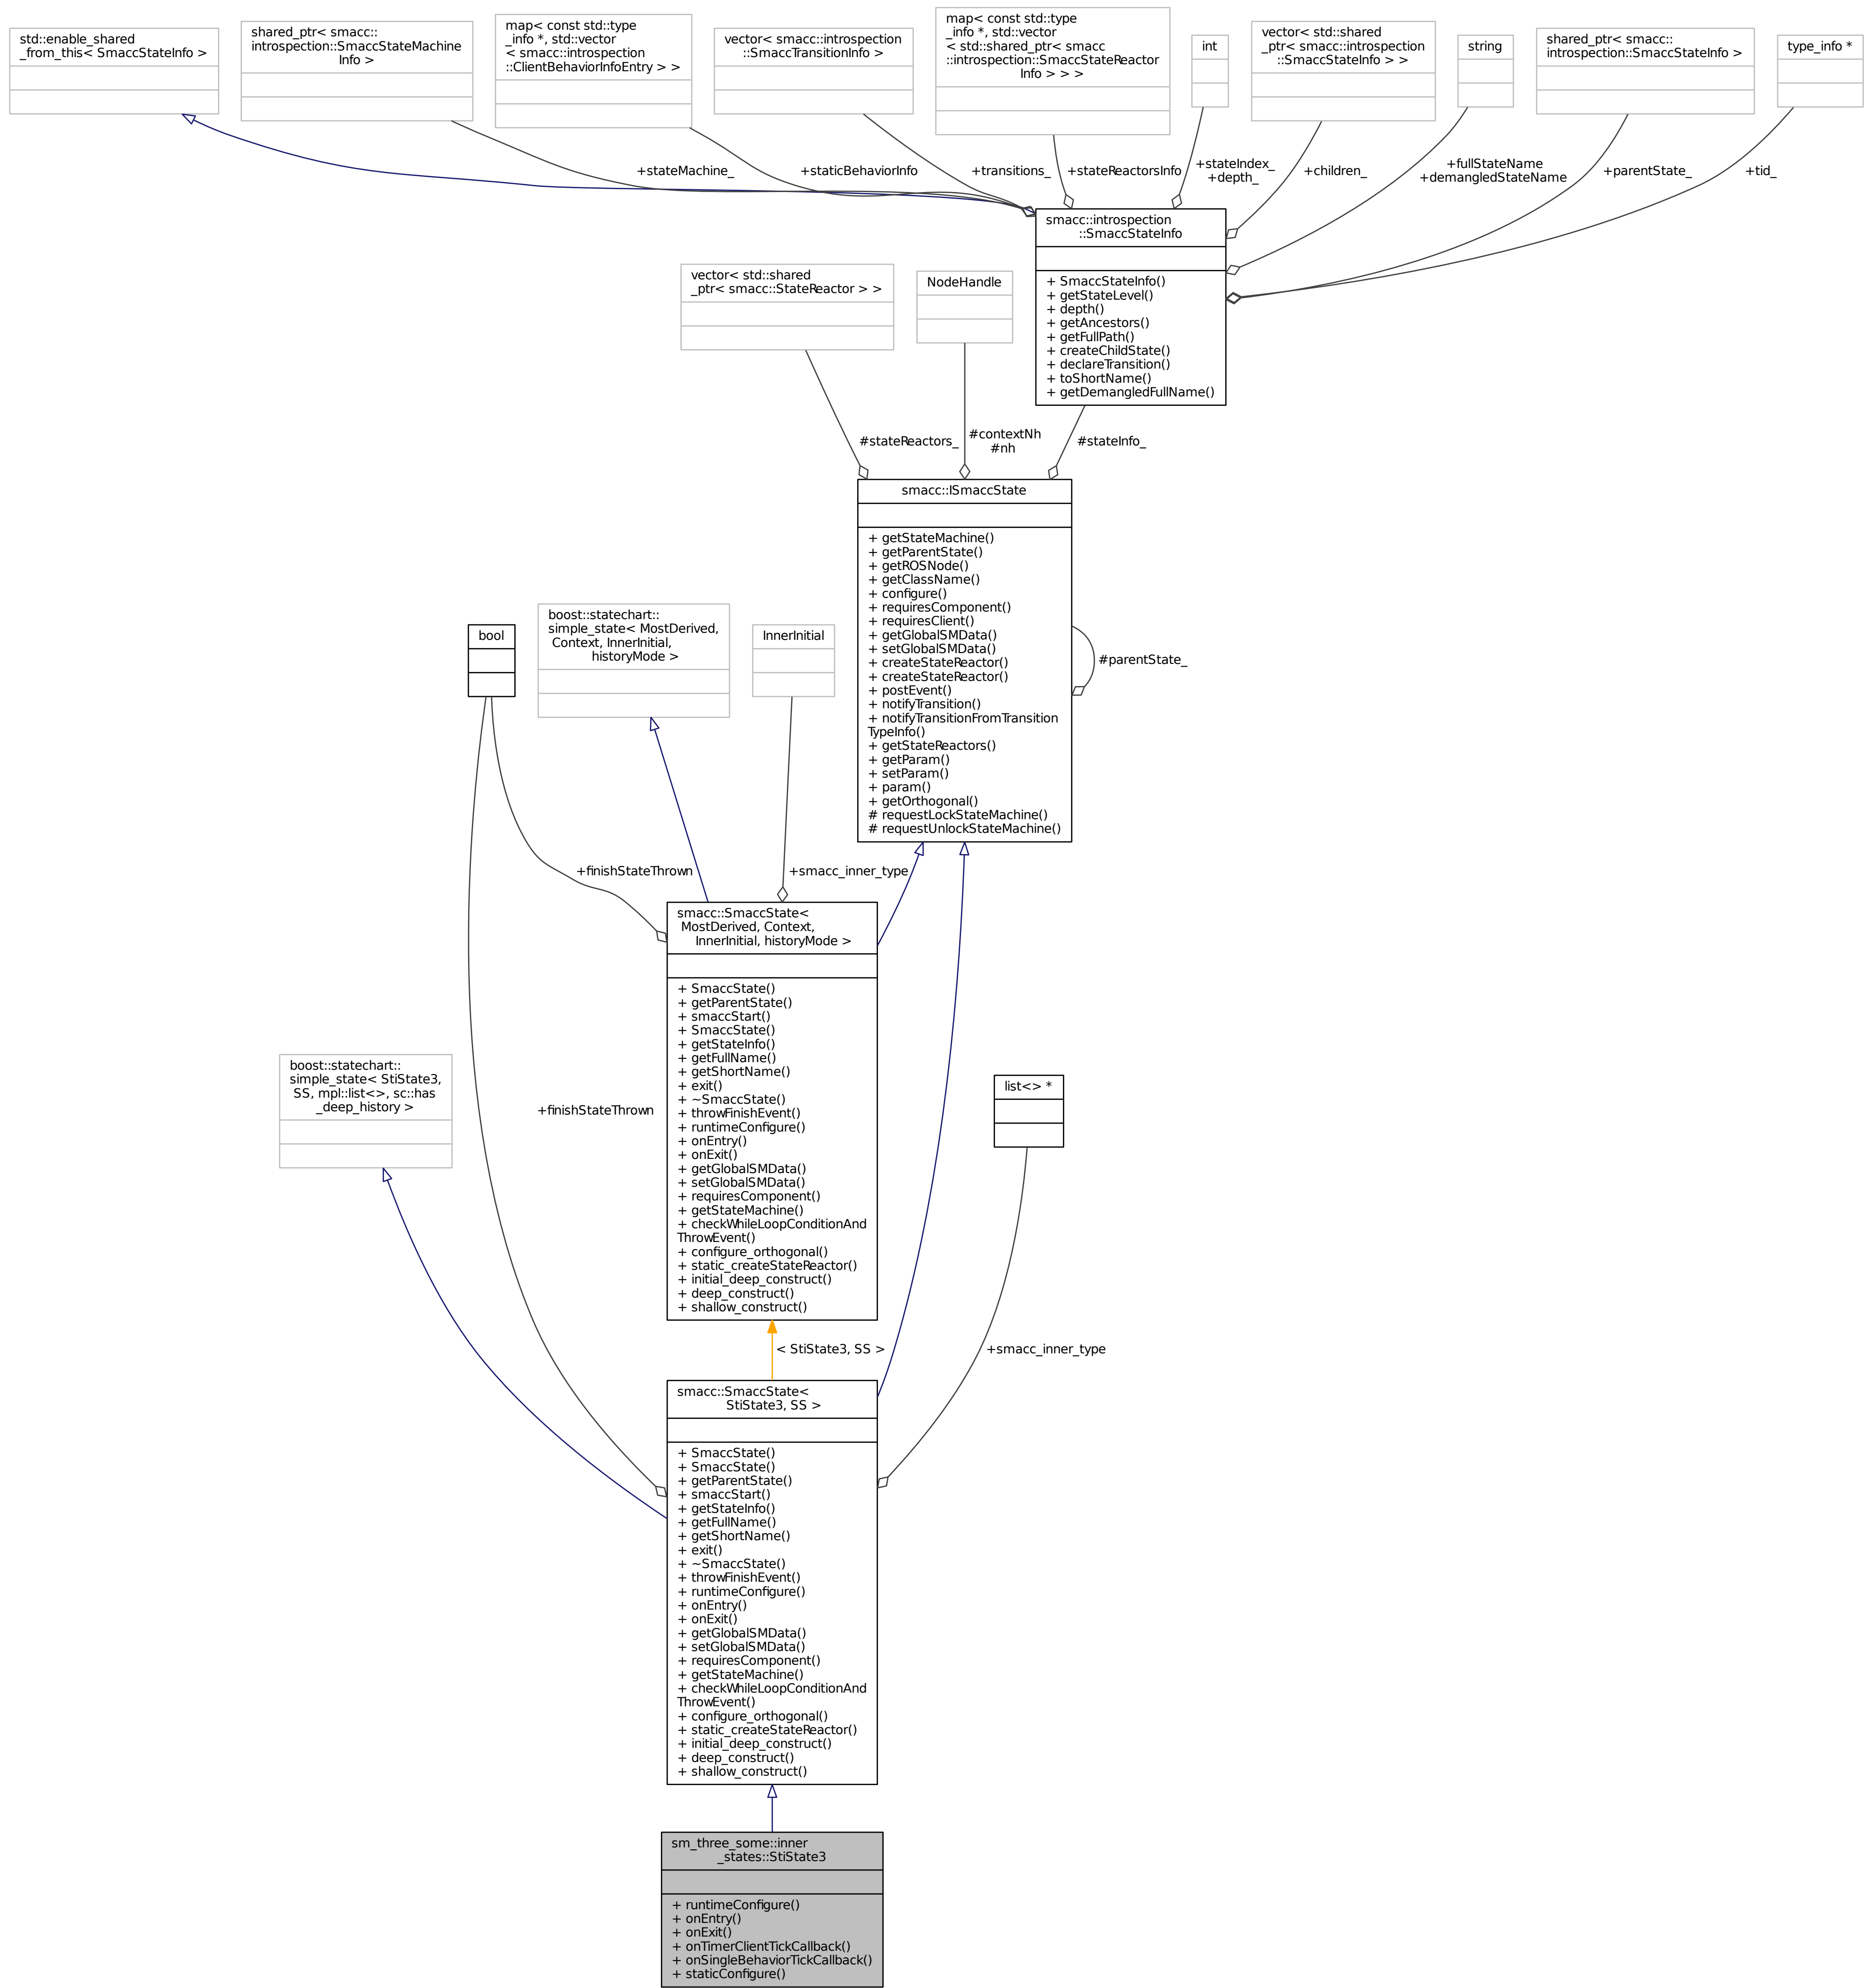 std::enable_shared
_from_this< SmaccStateInfo >
shared_ptr< smacc::
introspection::SmaccStateMachine
Info >
map< const std::type
_info *, std::vector
< smacc::introspection
::ClientBehaviorInfoEntry > >
vector< smacc::introspection
::SmaccTransitionInfo >
map< const std::type
_info *, std::vector
< std::shared_ptr< smacc
::introspection::SmaccStateReactor
Info > > >
int
vector< std::shared
_ptr< smacc::introspection
::SmaccStateInfo > >
string
shared_ptr< smacc::
introspection::SmaccStateInfo >
type_info *
+stateMachine_
+staticBehaviorInfo
+transitions_
+stateReactorsInfo
+stateIndex_
+depth_
+children_
+fullStateName
+demangledStateName
+parentState_
+tid_
smacc::introspection
::SmaccStateInfo
+ SmaccStateInfo()
+ getStateLevel()
+ depth()
+ getAncestors()
+ getFullPath()
+ createChildState()
+ declareTransition()
+ toShortName()
+ getDemangledFullName()
vector< std::shared
_ptr< smacc::StateReactor > >
NodeHandle
#stateReactors_
#contextNh
#nh
#stateInfo_
smacc::ISmaccState
+ getStateMachine()
+ getParentState()
+ getROSNode()
+ getClassName()
+ configure()
+ requiresComponent()
+ requiresClient()
+ getGlobalSMData()
+ setGlobalSMData()
+ createStateReactor()
+ createStateReactor()
+ postEvent()
+ notifyTransition()
+ notifyTransitionFromTransition
TypeInfo()
+ getStateReactors()
+ getParam()
+ setParam()
+ param()
+ getOrthogonal()
# requestLockStateMachine()
# requestUnlockStateMachine()
#parentState_
bool
boost::statechart::
simple_state< MostDerived,
Context, InnerInitial,
historyMode >
InnerInitial
+finishStateThrown
+smacc_inner_type
smacc::SmaccState<
MostDerived, Context,
InnerInitial, historyMode >
+ SmaccState()
+ getParentState()
+ smaccStart()
+ SmaccState()
+ getStateInfo()
+ getFullName()
+ getShortName()
+ exit()
+ ~SmaccState()
+ throwFinishEvent()
+ runtimeConfigure()
+ onEntry()
+ onExit()
+ getGlobalSMData()
+ setGlobalSMData()
+ requiresComponent()
+ getStateMachine()
+ checkWhileLoopConditionAnd
ThrowEvent()
+ configure_orthogonal()
+ static_createStateReactor()
+ initial_deep_construct()
+ deep_construct()
+ shallow_construct()
boost::statechart::
simple_state< StiState3,
SS, mpl::list<>, sc::has
_deep_history >
+finishStateThrown
list<> *
< StiState3, SS >
+smacc_inner_type
smacc::SmaccState<
StiState3, SS >
+ SmaccState()
+ SmaccState()
+ getParentState()
+ smaccStart()
+ getStateInfo()
+ getFullName()
+ getShortName()
+ exit()
+ ~SmaccState()
+ throwFinishEvent()
+ runtimeConfigure()
+ onEntry()
+ onExit()
+ getGlobalSMData()
+ setGlobalSMData()
+ requiresComponent()
+ getStateMachine()
+ checkWhileLoopConditionAnd
ThrowEvent()
+ configure_orthogonal()
+ static_createStateReactor()
+ initial_deep_construct()
+ deep_construct()
+ shallow_construct()
sm_three_some::inner
_states::StiState3
+ runtimeConfigure()
+ onEntry()
+ onExit()
+ onTimerClientTickCallback()
+ onSingleBehaviorTickCallback()
+ staticConfigure()